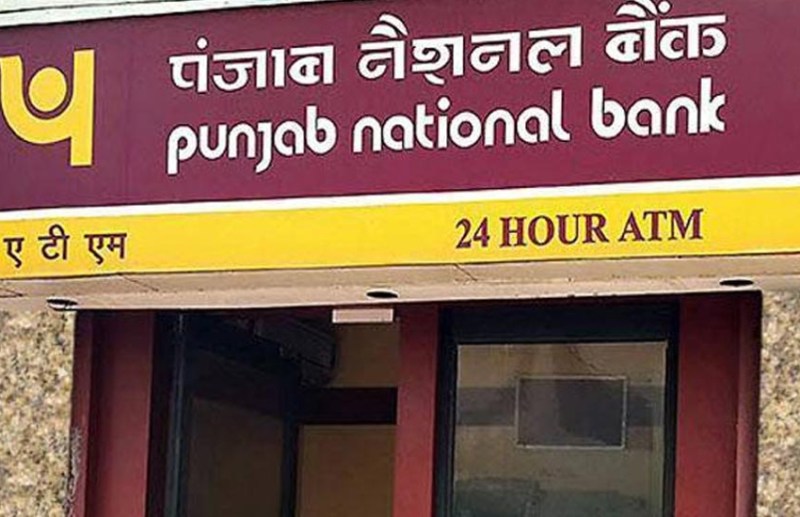 पंजाब नैशनल बैंक
punjab national bank
ए टी एम 24 HOUR ATM